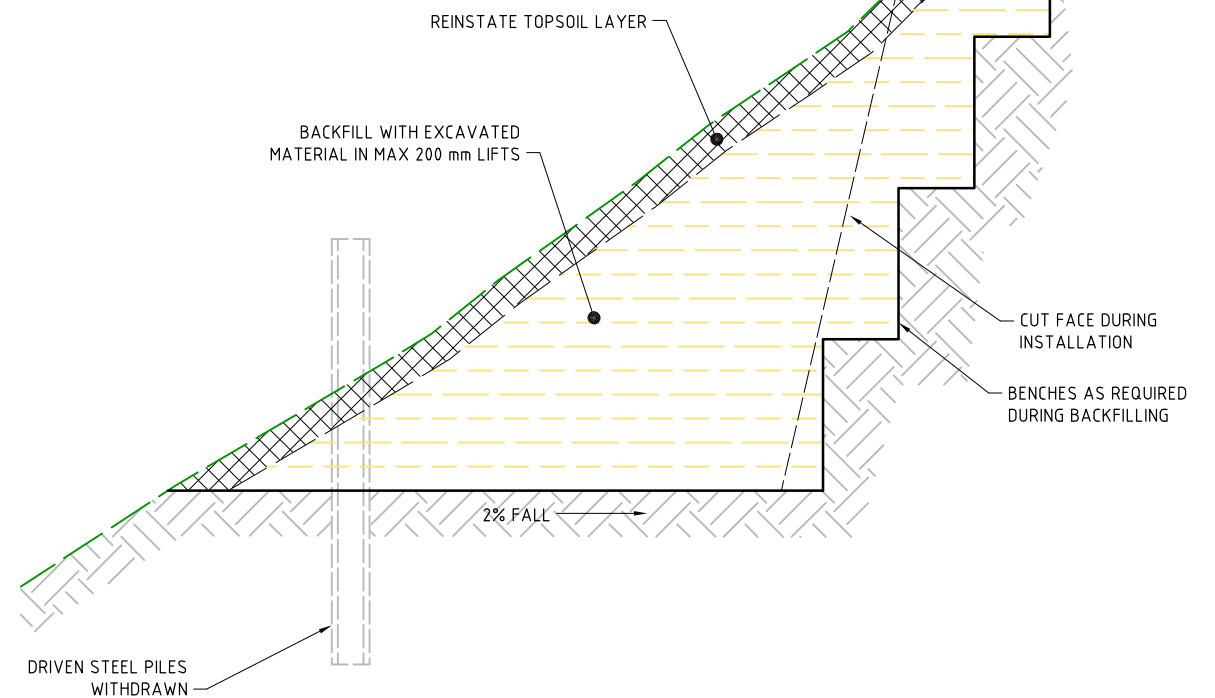 REINSTATE TOPSOIL LAYER
BACKFILL WITH EXCAVATED
MATERIAL IN MAX 200 mm LIFTS
CUT FACE DURING
INSTALLATION
BENCHES AS REQUIRED
DURING BACKFILLING
2% FALL
DRIVEN STEEL PILES
WITHDRAWN